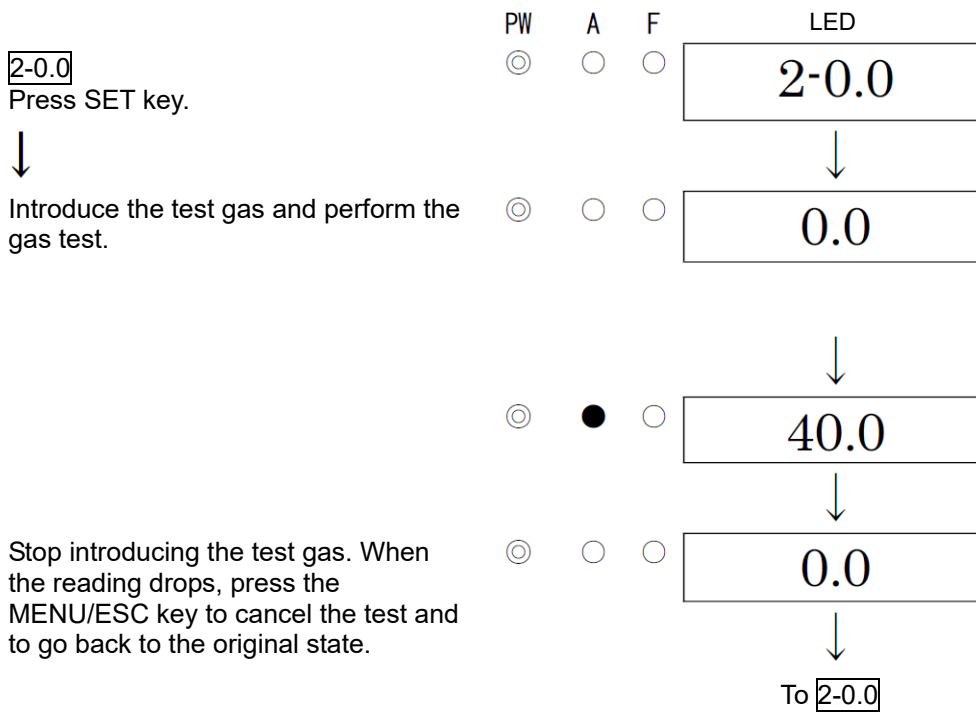 PW A F LED
2-0.0
Press SET key.
2-0.0
↓
↓
Introduce the test gas and perform the
gas test.
0.0
↓
40.0
↓
Stop introducing the test gas. When
the reading drops, press the
MENU/ESC key to cancel the test and
to go back to the original state.
0.0
↓
To 2-0.0